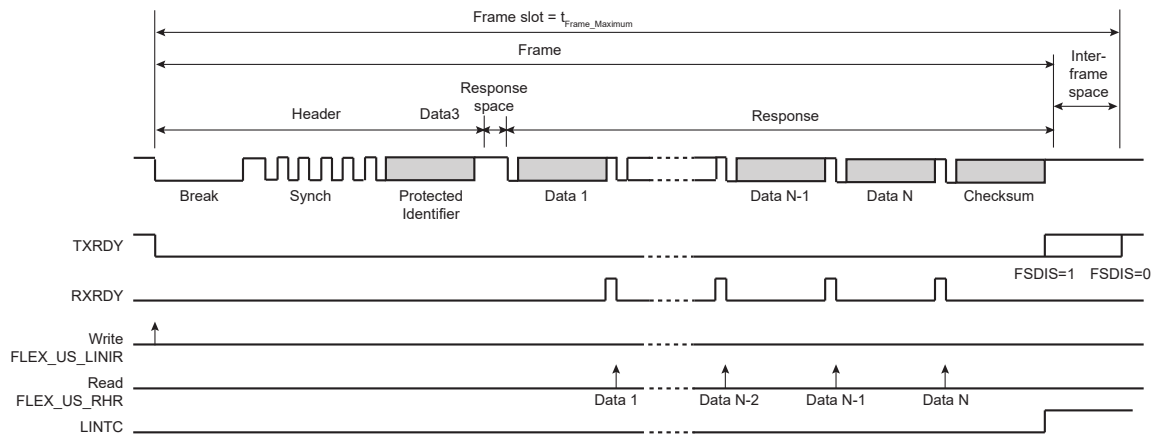 Frame slot = tFrame_Maximum
Frame
Inter-
frame
space
Response
space
Header
Data3
Response
Break
Synch
Protected
Identifier
Data 1
Data N-1
Data N
Checksum
TXRDY
FSDIS=1
FSDIS=0
RXRDY
Write
FLEX_US_LINIR
Read
FLEX_US_RHR
Data 1
Data N-2
Data N-1
Data N
LINTC